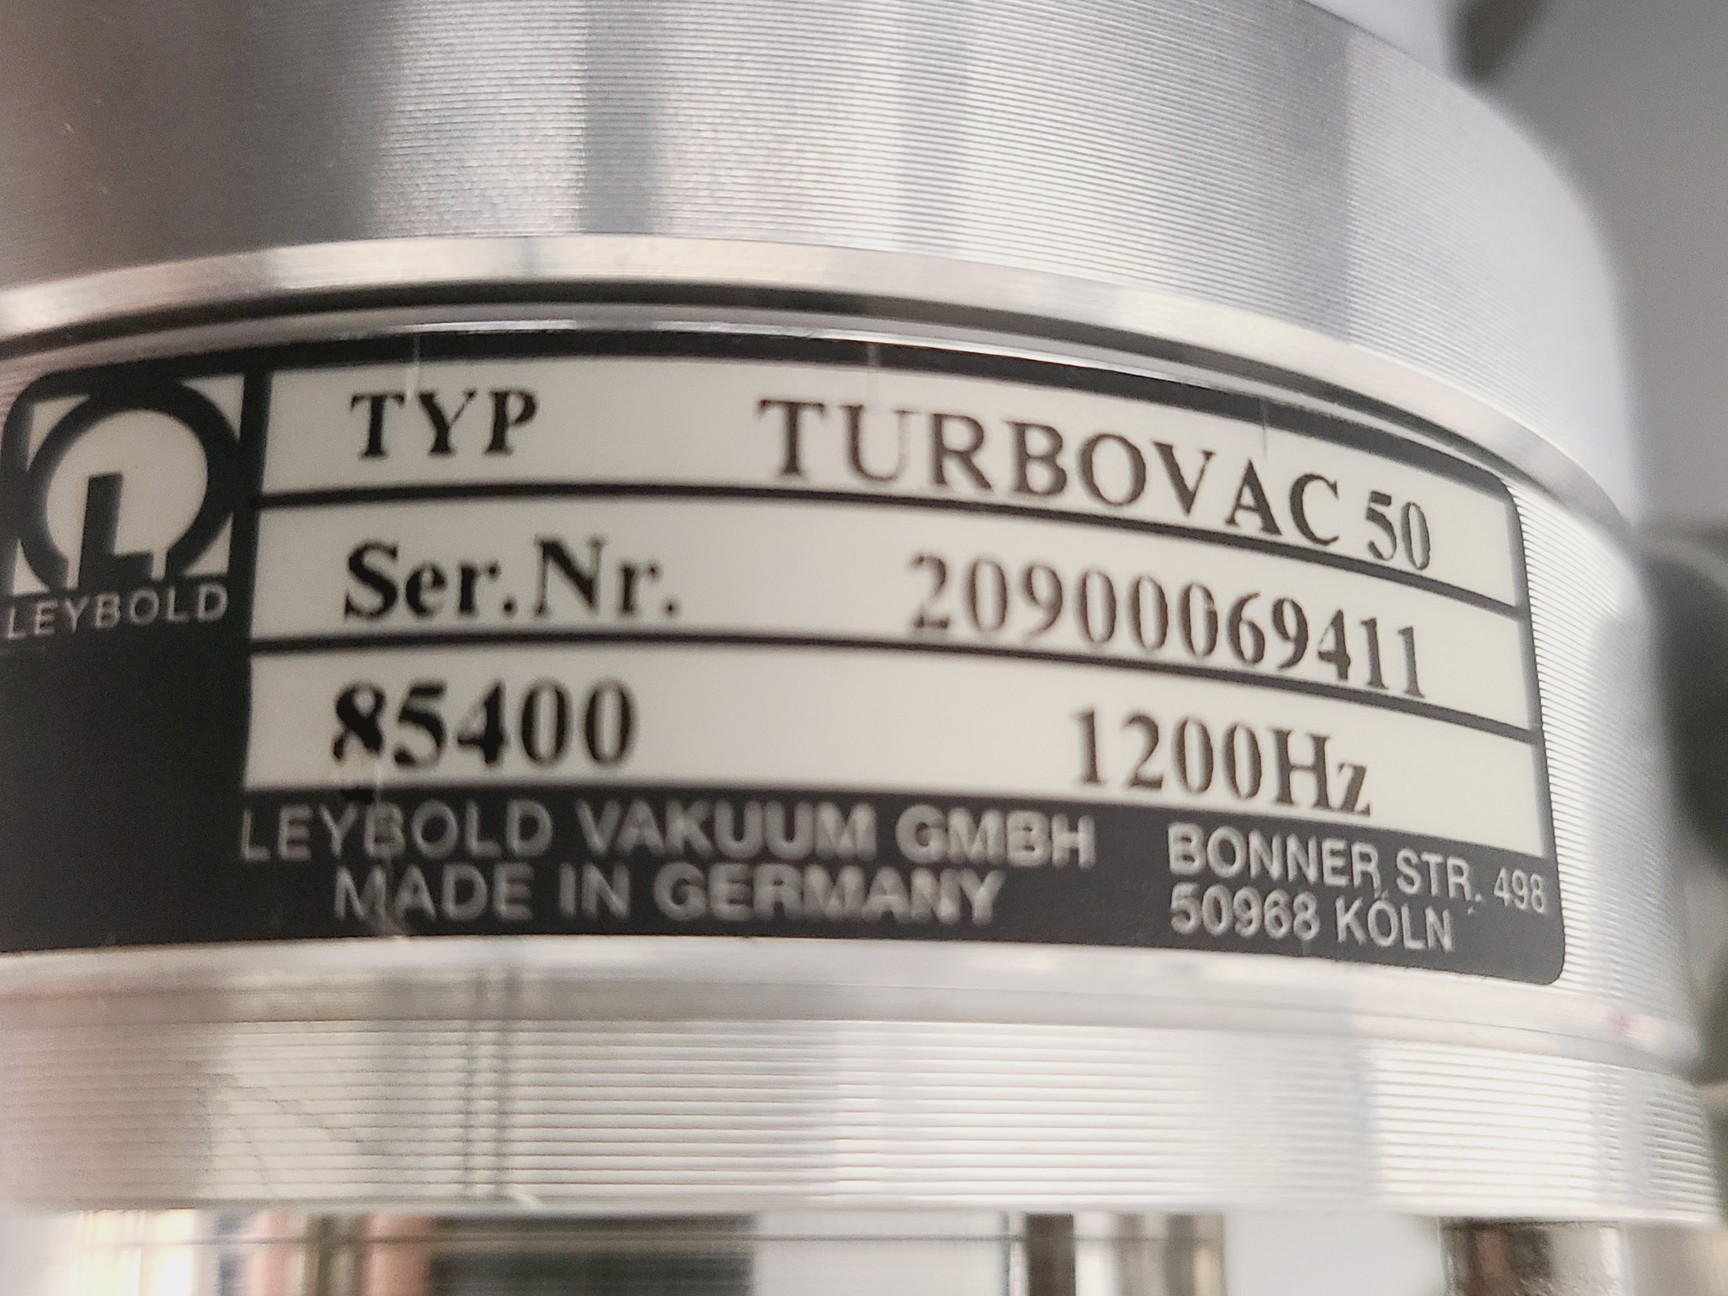 L
LEYBOLD
TYP TURBOVAC 50
Ser.Nr. 20900069411
85400 1200Hz
LEYBOLD VAKUUM GMBH BONNER STR. 498
MADE IN GERMANY 50968 KÖLN